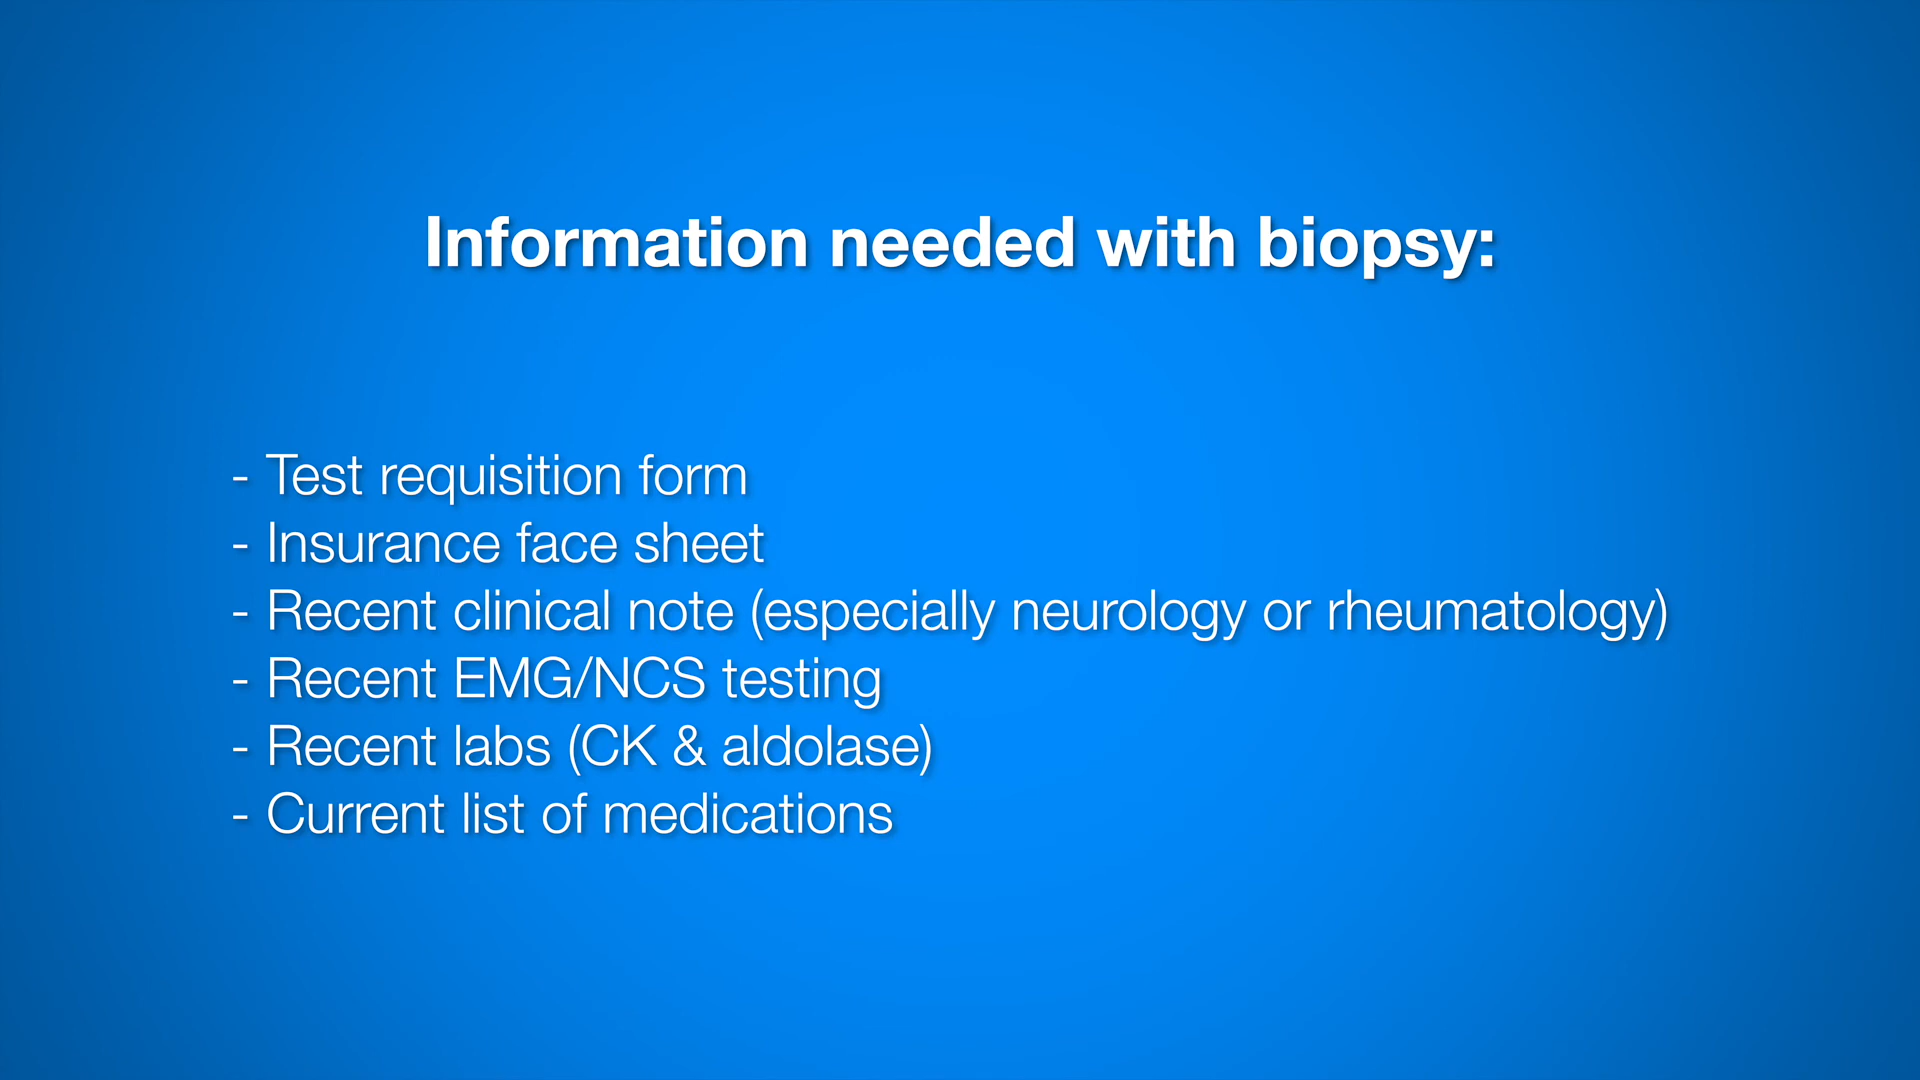 Information needed with biopsy:
- Test requisition form
- Insurance face sheet
- Recent clinical note (especially neurology or rheumatology)
- Recent EMG/NCS testing
- Recent labs (CK & aldolase)
- Current list of medications